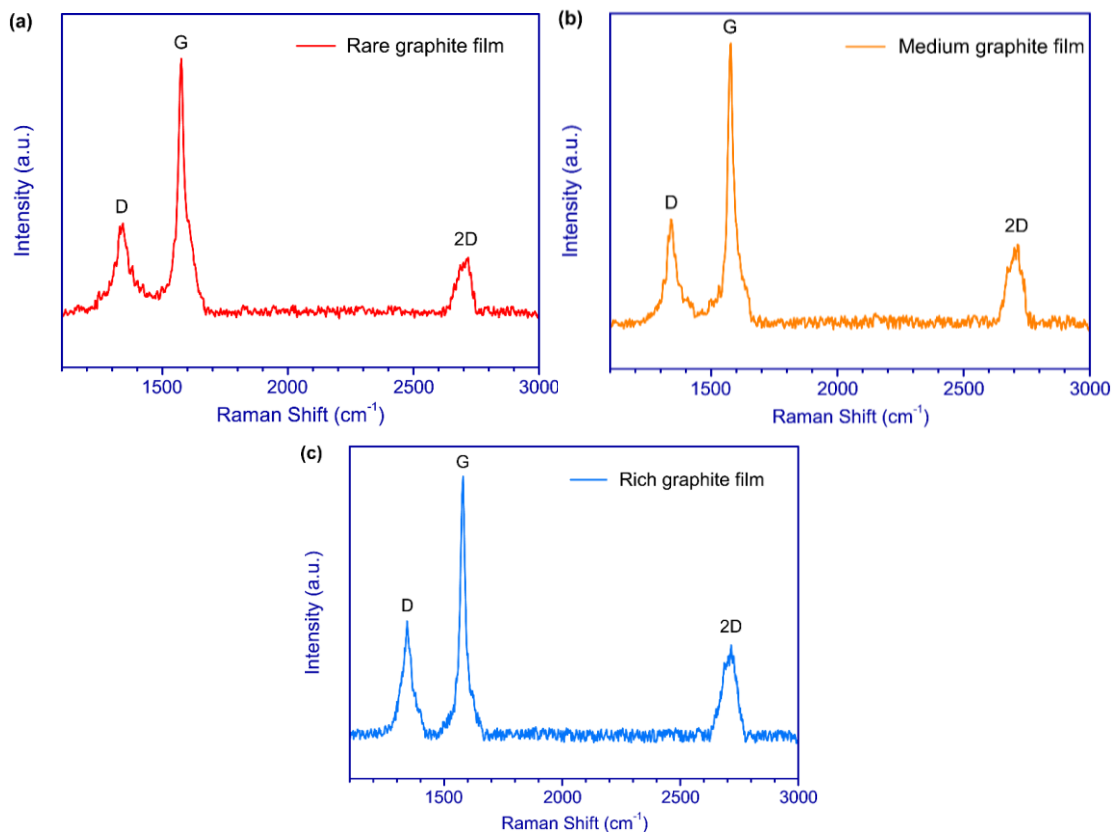 (a)
G
Rare graphite film
D
2D
Intensity (a.u.)
1500
2000
2500
3000
Raman Shift (cm⁻¹)
(b)
G
Medium graphite film
D
2D
Intensity (a.u.)
1500
2000
2500
3000
Raman Shift (cm⁻¹)
(c)
G
Rich graphite film
D
2D
Intensity (a.u.)
1500
2000
2500
3000
Raman Shift (cm⁻¹)